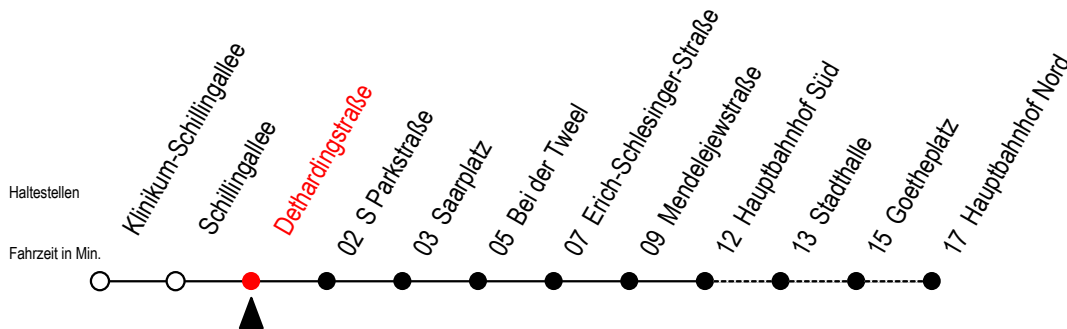 Haltestellen
Fahrzeit in Min.
Klinikum-Schillingallee
Schillingallee
Dethardingstraße
02 S Parkstraße
03 Saarplatz
05 Bei der Tweel
07 Erich-Schlesinger-Straße
09 Mendelejewstraße
12 Hauptbahnhof Süd
13 Stadthalle
15 Goetheplatz
17 Hauptbahnhof Nord